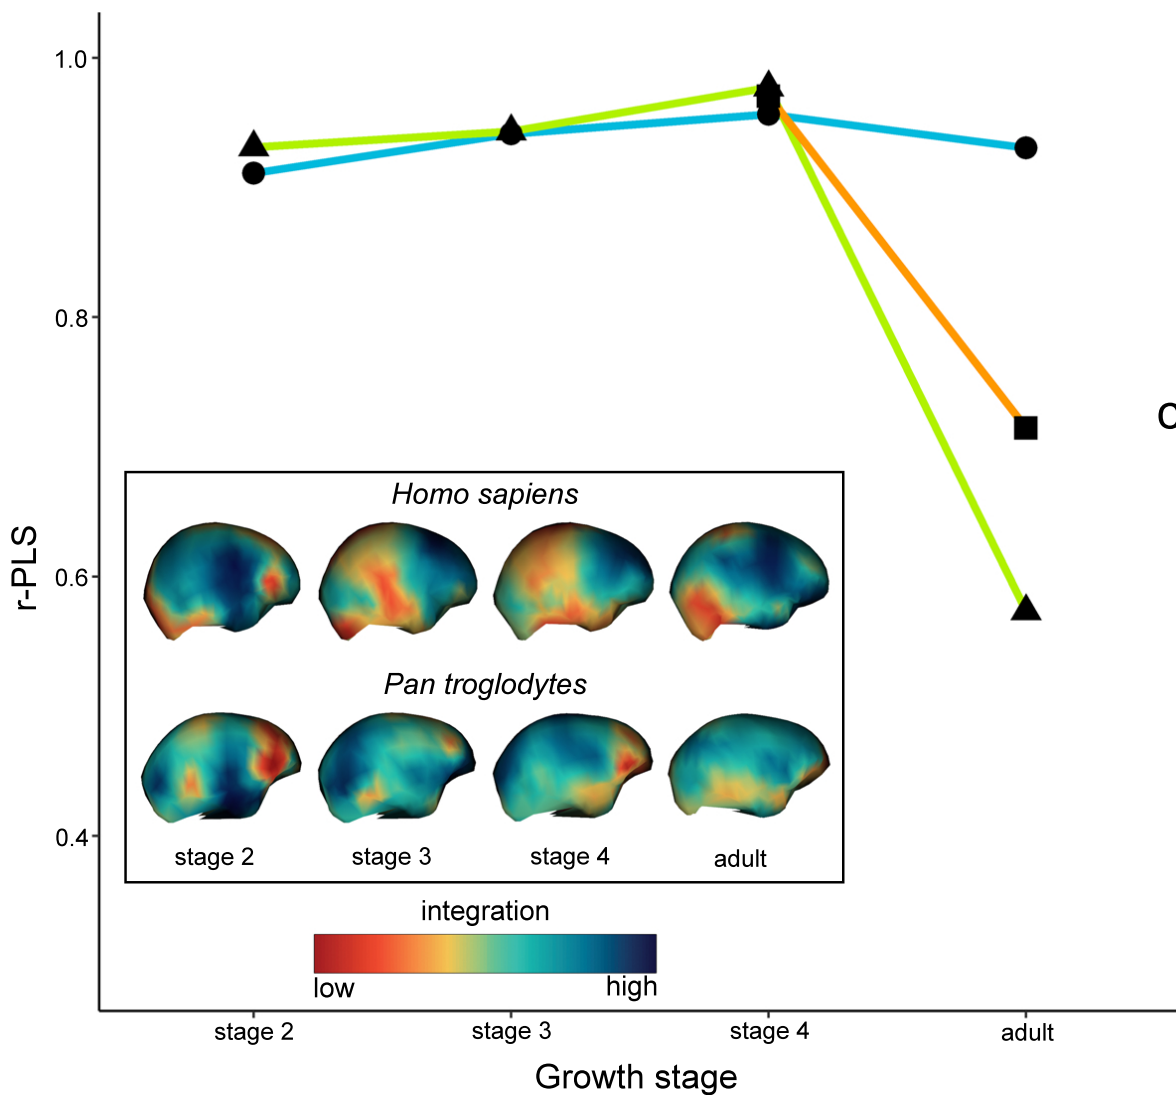 1.0
0.8
0.6
0.4
r-PLS
Homo sapiens
Pan troglodytes
stage 2 stage 3 stage 4 adult
integration
low high
stage 2 stage 3 stage 4 adult
Growth stage